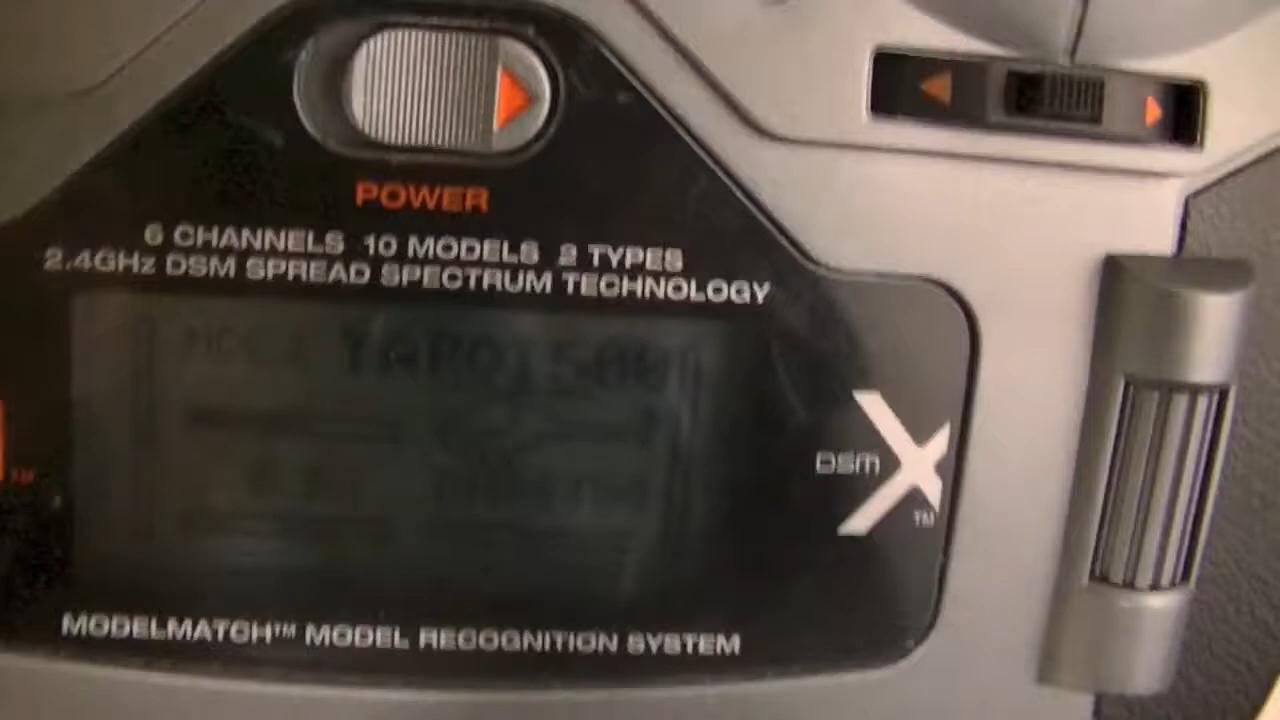 POWER
6 CHANNELS 10 MODELS 2 TYPES
2.4GHz DSM SPREAD SPECTRUM TECHNOLOGY
DSM X™
TM
MODELMATCH™ MODEL RECOGNITION SYSTEM